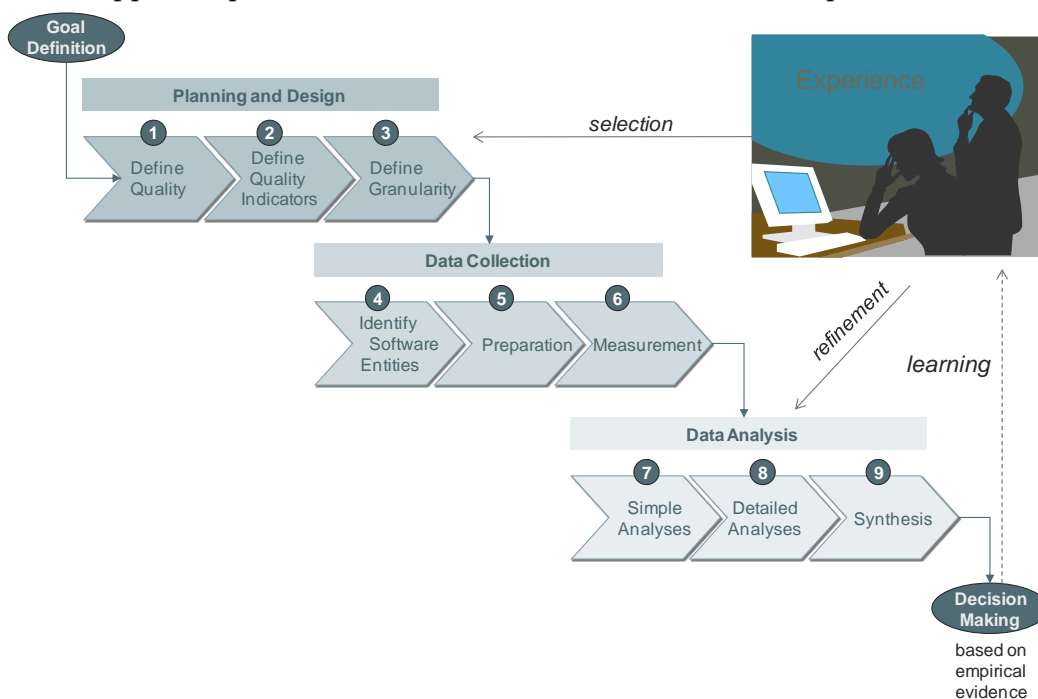 Goal
Definition
Experience
Planning and Design
selection
1
2
3
Define
Quality
Define
Quality
Indicators
Define
Granularity
Data Collection
4
5
6
Identify
Software
Entities
Preparation
Measurement
refinement
learning
Data Analysis
7
8
9
Simple
Analyses
Detailed
Analyses
Synthesis
Decision
Making
based on
empirical
evidence